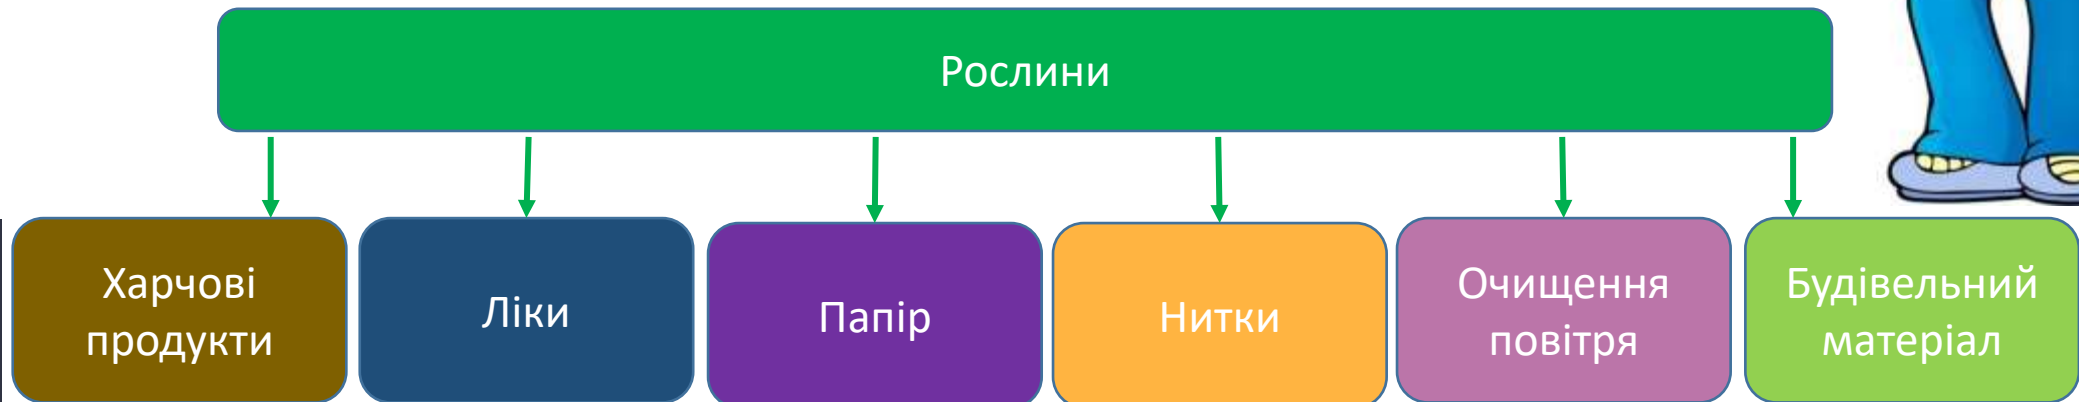 Рослини
Харчові
продукти
Ліки
Папір
Нитки
Очищення
повітря
Будівельний
матеріал